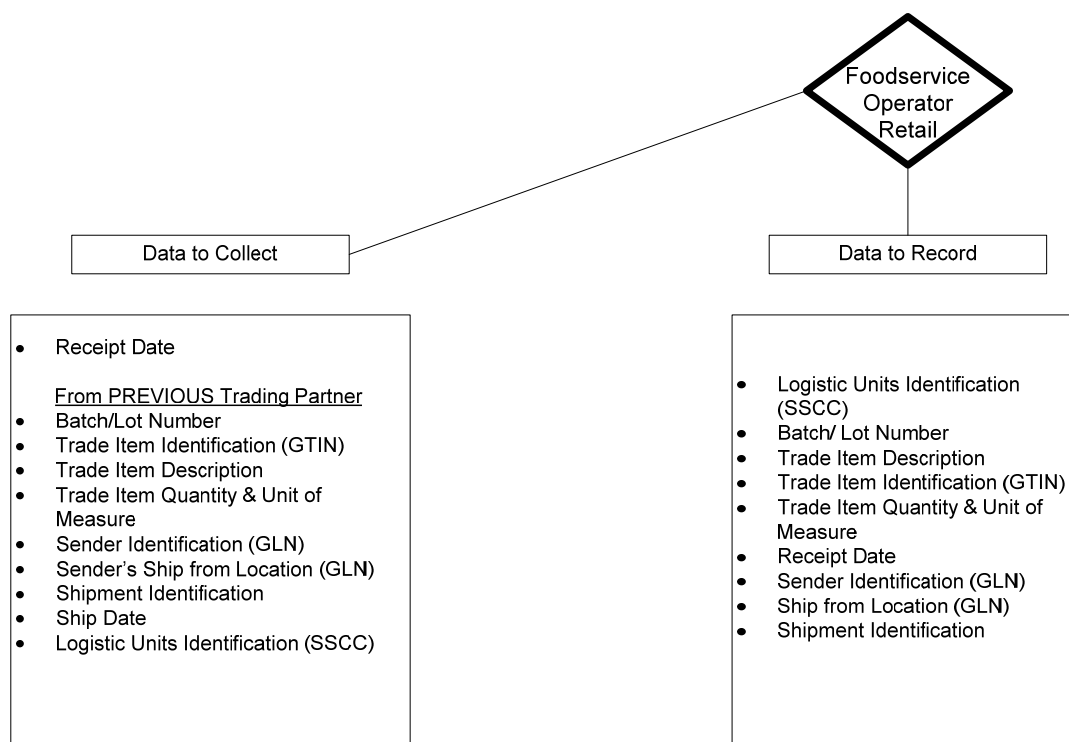 Foodservice
Operator
Retail
Data to Collect
Data to Record
• Receipt Date
From PREVIOUS Trading Partner
• Batch/Lot Number
• Trade Item Identification (GTIN)
• Trade Item Description
• Trade Item Quantity & Unit of
Measure
• Sender Identification (GLN)
• Sender’s Ship from Location (GLN)
• Shipment Identification
• Ship Date
• Logistic Units Identification (SSCC)
• Logistic Units Identification
(SSCC)
• Batch/ Lot Number
• Trade Item Description
• Trade Item Identification (GTIN)
• Trade Item Quantity & Unit of
Measure
• Receipt Date
• Sender Identification (GLN)
• Ship from Location (GLN)
• Shipment Identification